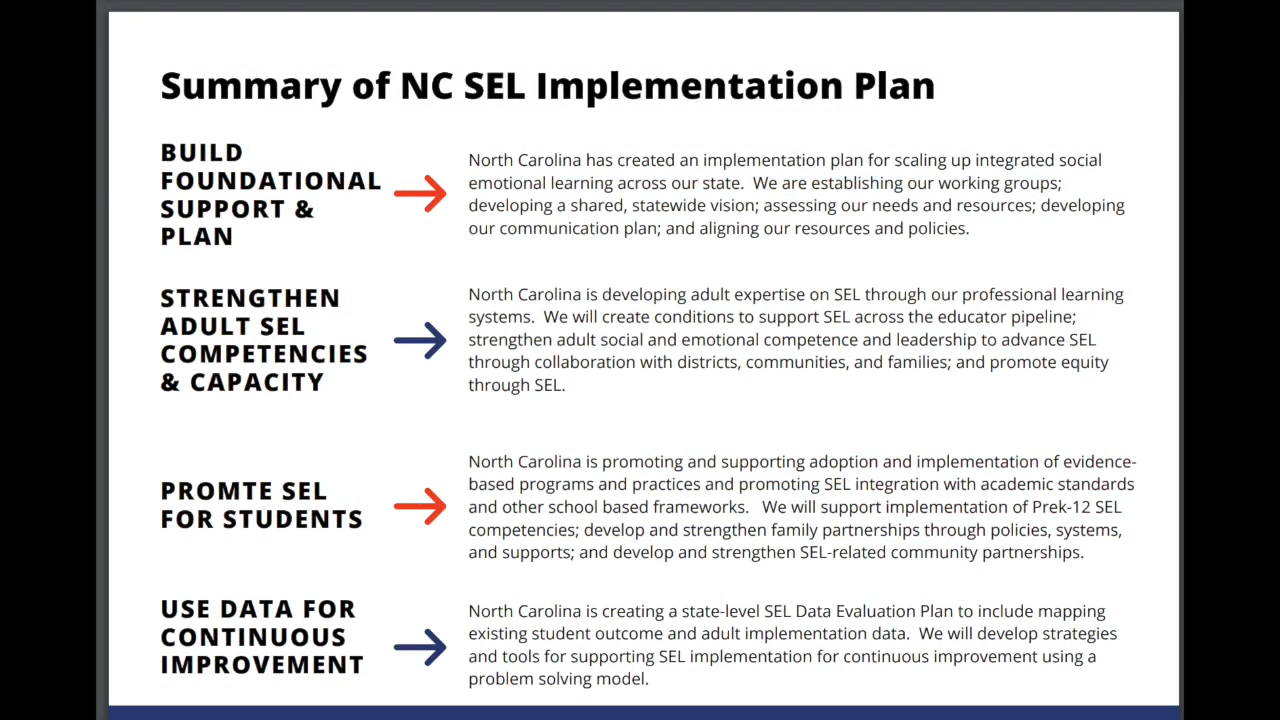 Summary of NC SEL Implementation Plan
BUILD
FOUNDATIONAL
SUPPORT &
PLAN
North Carolina has created an implementation plan for scaling up integrated social
emotional learning across our state.  We are establishing our working groups;
developing a shared, statewide vision; assessing our needs and resources; developing
our communication plan; and aligning our resources and policies.
STRENGTHEN
ADULT SEL
COMPETENCIES
& CAPACITY
North Carolina is developing adult expertise on SEL through our professional learning
systems.  We will create conditions to support SEL across the educator pipeline;
strengthen adult social and emotional competence and leadership to advance SEL
through collaboration with districts, communities, and families; and promote equity
through SEL.
PROMTE SEL
FOR STUDENTS
North Carolina is promoting and supporting adoption and implementation of evidence-
based programs and practices and promoting SEL integration with academic standards
and other school based frameworks.   We will support implementation of Prek-12 SEL
competencies; develop and strengthen family partnerships through policies, systems,
and supports; and develop and strengthen SEL-related community partnerships.
USE DATA FOR
CONTINUOUS
IMPROVEMENT
North Carolina is creating a state-level SEL Data Evaluation Plan to include mapping
existing student outcome and adult implementation data.  We will develop strategies
and tools for supporting SEL implementation for continuous improvement using a
problem solving model.